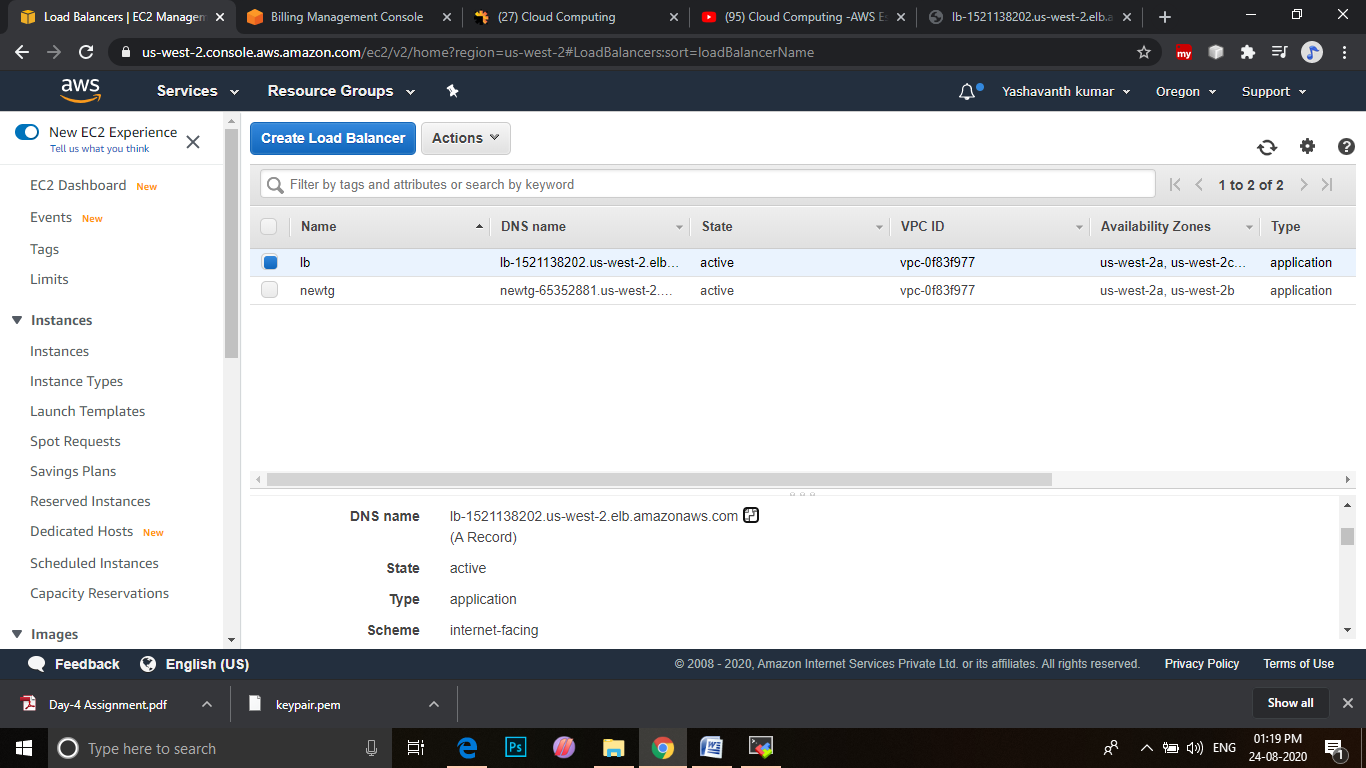 Load Balancers | EC2 Managem
Billing Management Console
(27) Cloud Computing
(95) Cloud Computing -AWS Es
lb-1521138202.us-west-2.elb.a
us-west-2.console.aws.amazon.com/ec2/v2/home?region=us-west-2#LoadBalancers:sort=loadBalancerName
my
aws
Services
Resource Groups
Yashavanth kumar
Oregon
Support
New EC2 Experience
Tell us what you think
EC2 Dashboard New
Events New
Tags
Limits
Instances
Instances
Instance Types
Launch Templates
Spot Requests
Savings Plans
Reserved Instances
Dedicated Hosts New
Scheduled Instances
Capacity Reservations
Images
Create Load Balancer
Actions
Filter by tags and attributes or search by keyword
1 to 2 of 2
Name DNS name State VPC ID Availability Zones Type
lb lb-1521138202.us-west-2.elb... active vpc-0f83f977 us-west-2a, us-west-2c... application
newtg newtg-65352881.us-west-2.... active vpc-0f83f977 us-west-2a, us-west-2b application
DNS name lb-1521138202.us-west-2.elb.amazonaws.com
(A Record)
State active
Type application
Scheme internet-facing
Feedback
English (US)
© 2008 - 2020, Amazon Internet Services Private Ltd. or its affiliates. All rights reserved.
Privacy Policy
Terms of Use
Day-4 Assignment.pdf
keypair.pem
Show all
Type here to search
Ps
ENG
01:19 PM
24-08-2020
1